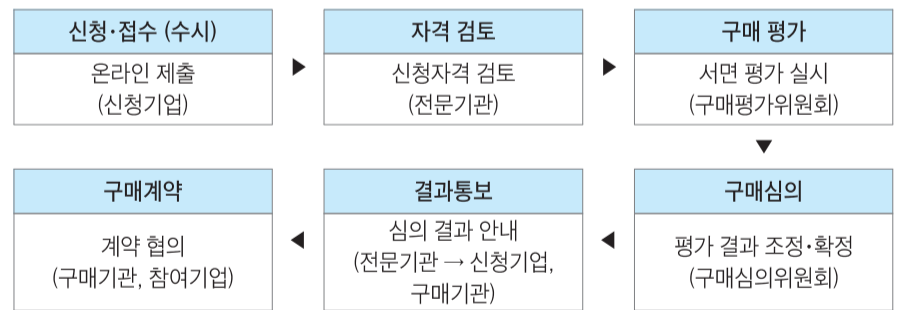 신청·접수 (수시)
온라인 제출
(신청기업)
▶
자격 검토
신청자격 검토
(전문기관)
▶
구매 평가
서면 평가 실시
(구매평가위원회)
▼
구매심의
평가 결과 조정·확정
(구매심의위원회)
◀
결과통보
심의 결과 안내
(전문기관 → 신청기업,
구매기관)
◀
구매계약
계약 협의
(구매기관, 참여기업)